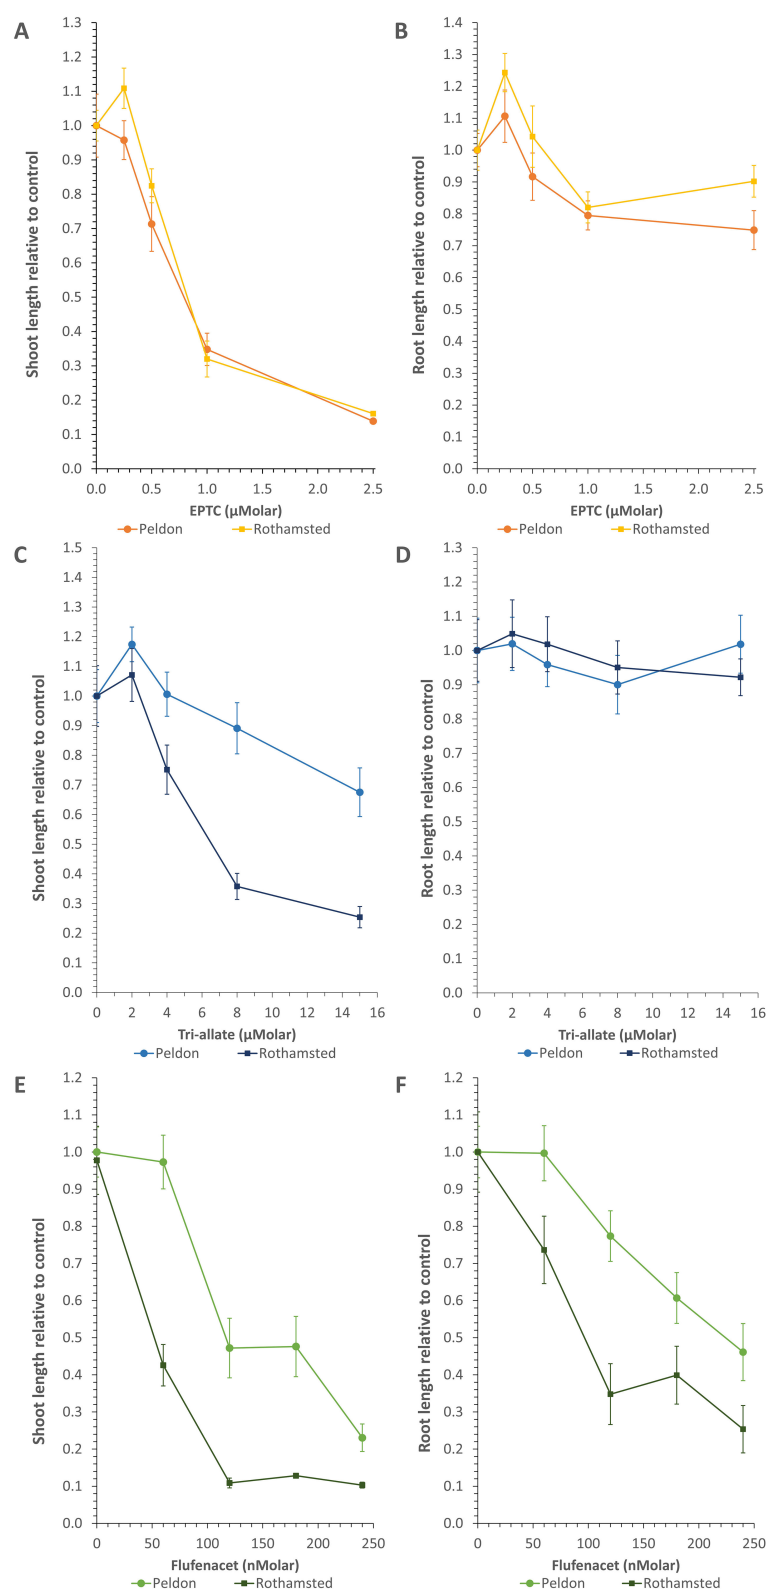 A
Shoot length relative to control
1.3
1.2
1.1
1.0
0.9
0.8
0.7
0.6
0.5
0.4
0.3
0.2
0.1
0.0
0.0 0.5 1.0 1.5 2.0 2.5
EPTC (μMolar)
Peldon Rothamsted
B
Root length relative to control
1.4
1.3
1.2
1.1
1.0
0.9
0.8
0.7
0.6
0.5
0.4
0.3
0.2
0.1
0.0
0.0 0.5 1.0 1.5 2.0 2.5
EPTC (μMolar)
Peldon Rothamsted
C
Shoot length relative to control
1.5
1.4
1.3
1.2
1.1
1.0
0.9
0.8
0.7
0.6
0.5
0.4
0.3
0.2
0.1
0.0
0 2 4 6 8 10 12 14 16
Tri-allate (μMolar)
Peldon Rothamsted
D
Root length relative to control
1.3
1.2
1.1
1.0
0.9
0.8
0.7
0.6
0.5
0.4
0.3
0.2
0.1
0.0
0 2 4 6 8 10 12 14 16
Tri-allate (μMolar)
Peldon Rothamsted
E
Shoot length relative to control
1.2
1.1
1.0
0.9
0.8
0.7
0.6
0.5
0.4
0.3
0.2
0.1
0.0
0 50 100 150 200 250
Flufenacet (nMolar)
Peldon Rothamsted
F
Root length relative to control
1.2
1.1
1.0
0.9
0.8
0.7
0.6
0.5
0.4
0.3
0.2
0.1
0.0
0 50 100 150 200 250
Flufenacet (nMolar)
Peldon Rothamsted